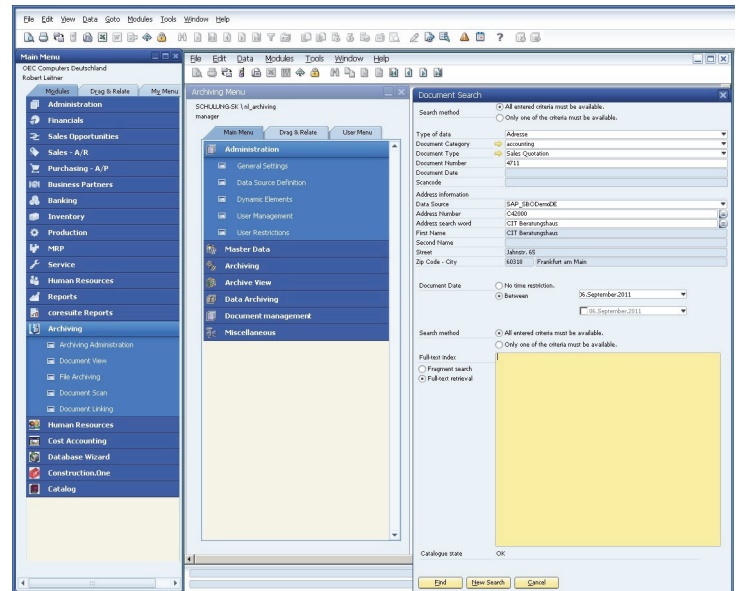 File Edit View Data Goto Modules Tools Window Help
Main Menu
OEC Computers Deutschland
Robert Leitner
Modules Drag & Relate My Menu
Administration
Financials
Sales Opportunities
Sales - A/R
Purchasing - A/P
Business Partners
Banking
Inventory
Production
MRP
Service
Human Resources
Reports
coresuite Reports
Archiving
Archiving Administration
Document View
File Archiving
Document Scan
Document Linking
Human Resources
Cost Accounting
Database Wizard
Construction.One
Catalog
File Edit Data Modules Tools Window Help
Archiving Menu
SCHULUNG-SK \ nl_archiving
manager
Main Menu Drag & Relate User Menu
Administration
General Settings
Data Source Definition
Dynamic Elements
User Management
User Restrictions
Master Data
Archiving
Archive View
Data Archiving
Document management
Miscellaneous
Document Search
Search method All entered criteria must be available.
Only one of the criteria must be available.
Type of data Adresse
Document Category accounting
Document Type Sales Quotation
Document Number 4711
Document Date
Scancode
Address information
Data Source SAP_SBODemoDE
Address Number C42000
Address search word CIT Beratungshaus
First Name CIT Beratungshaus
Second Name
Street Jahnstr. 65
Zip Code - City 60318 Frankfurt am Main
Document Date No time restriction.
Between 06.September.2011
06.September.2011
Search method All entered criteria must be available.
Only one of the criteria must be available.
Full-text index
Fragment search
Full-text retrieval
Catalogue state OK
Find New Search Cancel